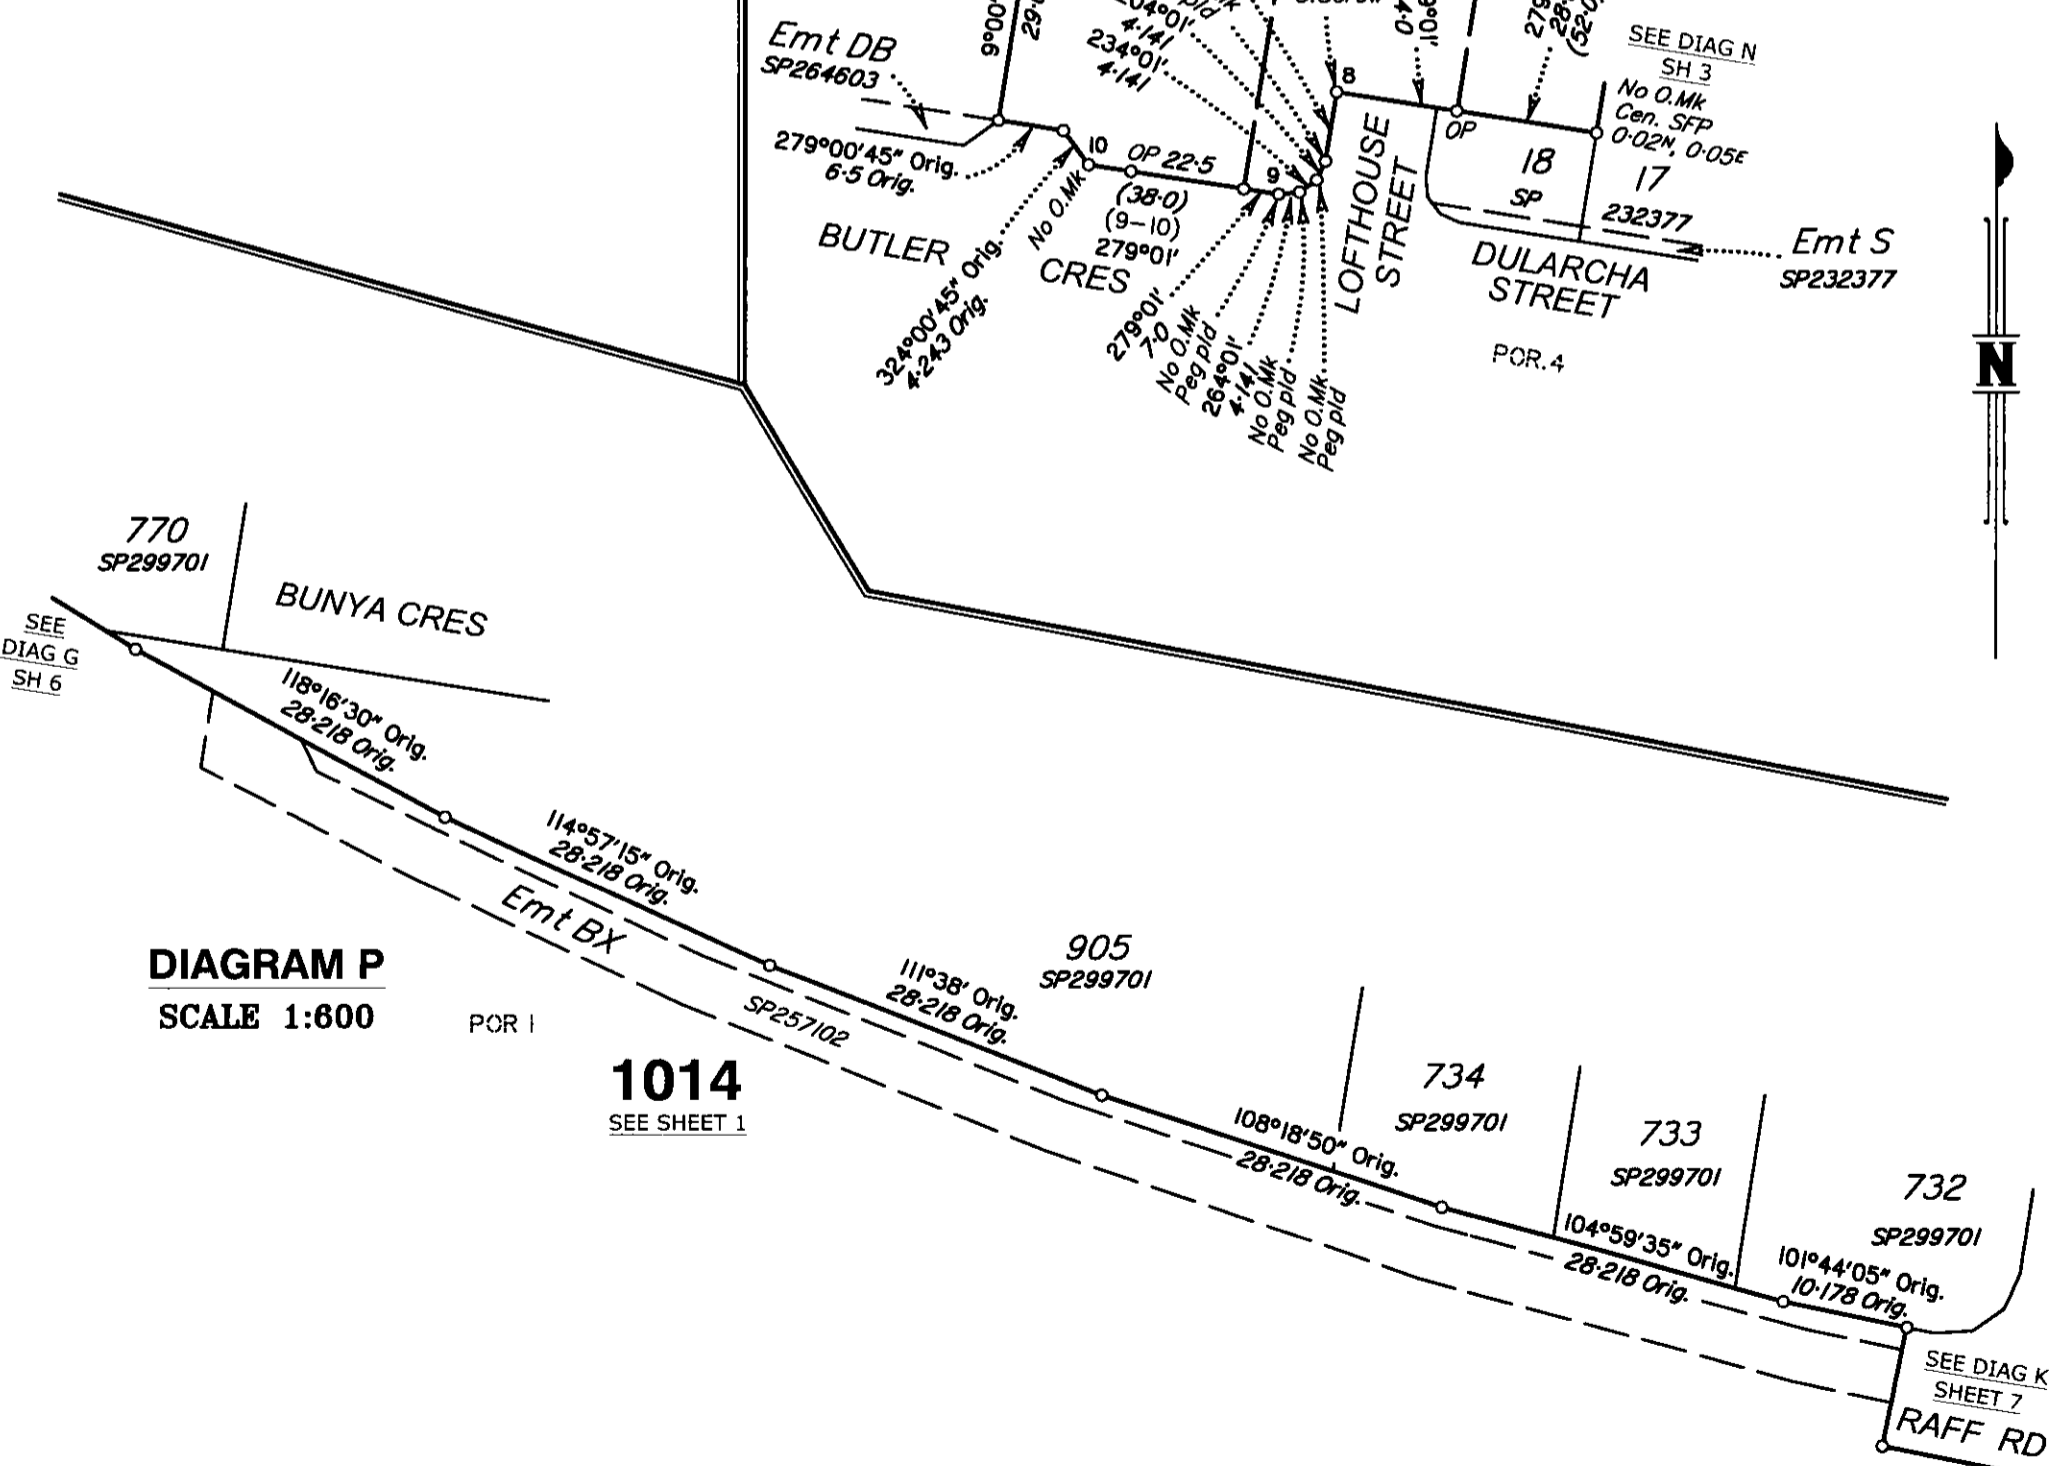 Emt DB
SP264603
9°00'
204°01'
4·141
234°01'
4·141
8
SEE DIAG N
SH 3
No O.Mk
Cen. SFP
0·02N, 0·05E
279°00'45" Orig.
6·5 Orig.
10
OP 22·5
(38·0)
(9–10)
279°01'
9
OP
18
SP
17
232377
LOFTHOUSE
STREET
BUTLER
CRES
No O.Mk
324°00'45" Orig.
4·243 Orig.
279°01'
7·0
No O.Mk
Peg pld
264°01'
4·141
No O.Mk
Peg pld
No O.Mk
Peg pld
DULARCHA
STREET
Emt S
SP232377
POR. 4
N
770
SP299701
BUNYA CRES
SEE
DIAG G
SH 6
118°16'30" Orig.
28·218 Orig.
114°57'15" Orig.
28·218 Orig.
Emt BX
SP257102
111°38' Orig.
28·218 Orig.
905
SP299701
DIAGRAM P
SCALE 1:600
POR 1
1014
SEE SHEET 1
108°18'50" Orig.
28·218 Orig.
734
SP299701
733
SP299701
104°59'35" Orig.
28·218 Orig.
732
SP299701
101°44'05" Orig.
10·178 Orig.
SEE DIAG K
SHEET 7
RAFF RD